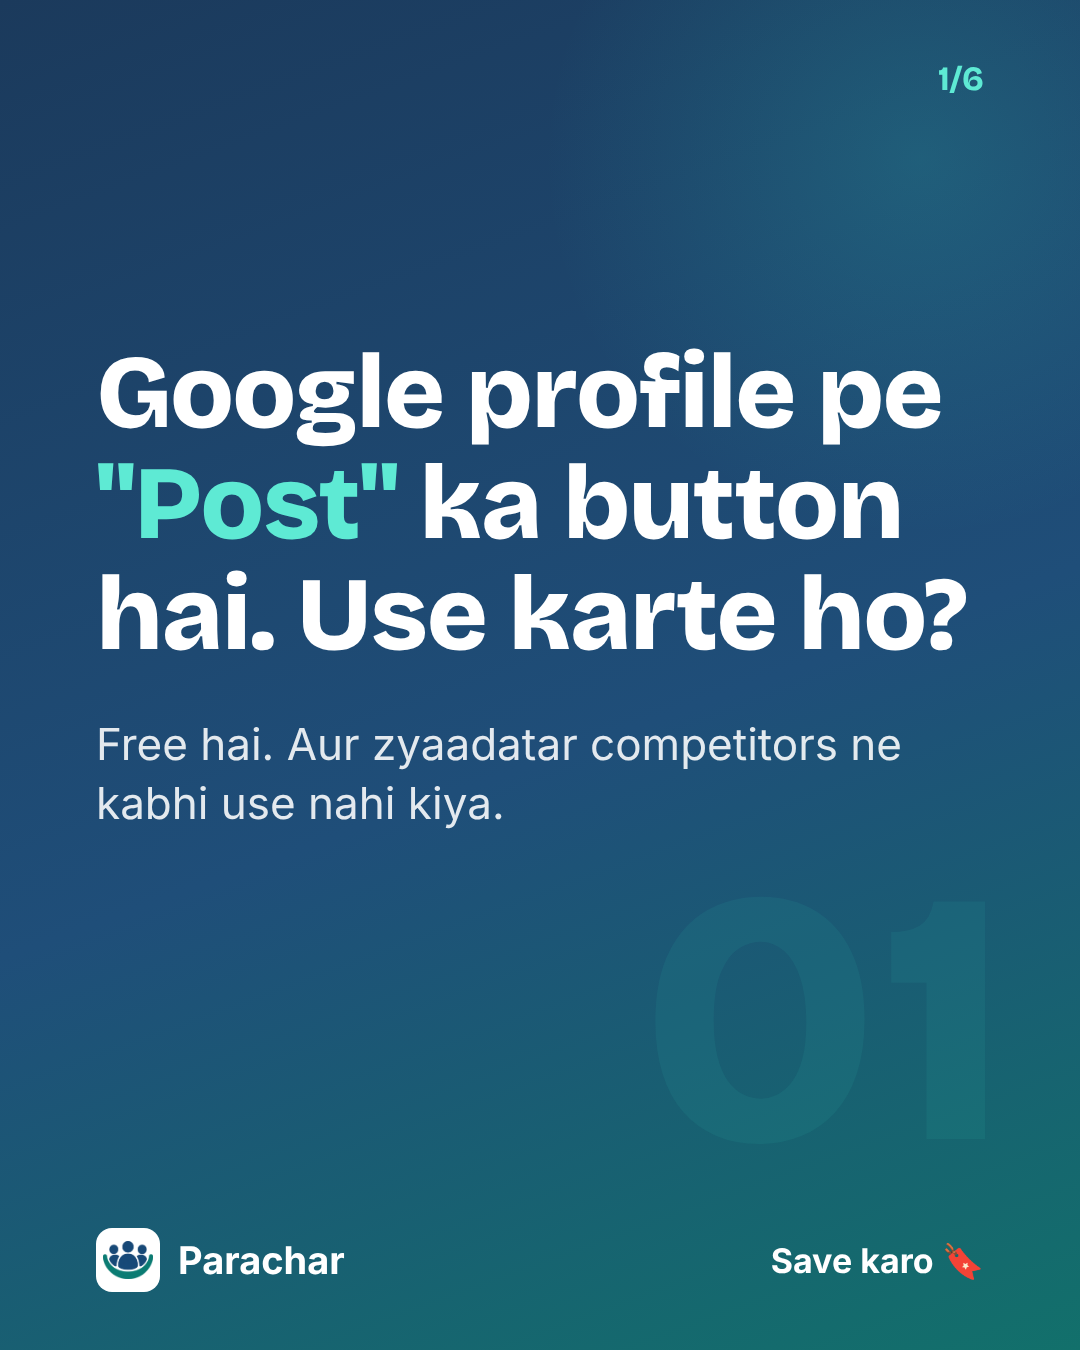 1/6
Google profile pe
"Post" ka button
hai. Use karte ho?
Free hai. Aur zyaadatar competitors ne
kabhi use nahi kiya.
01
Parachar
Save karo 🔖